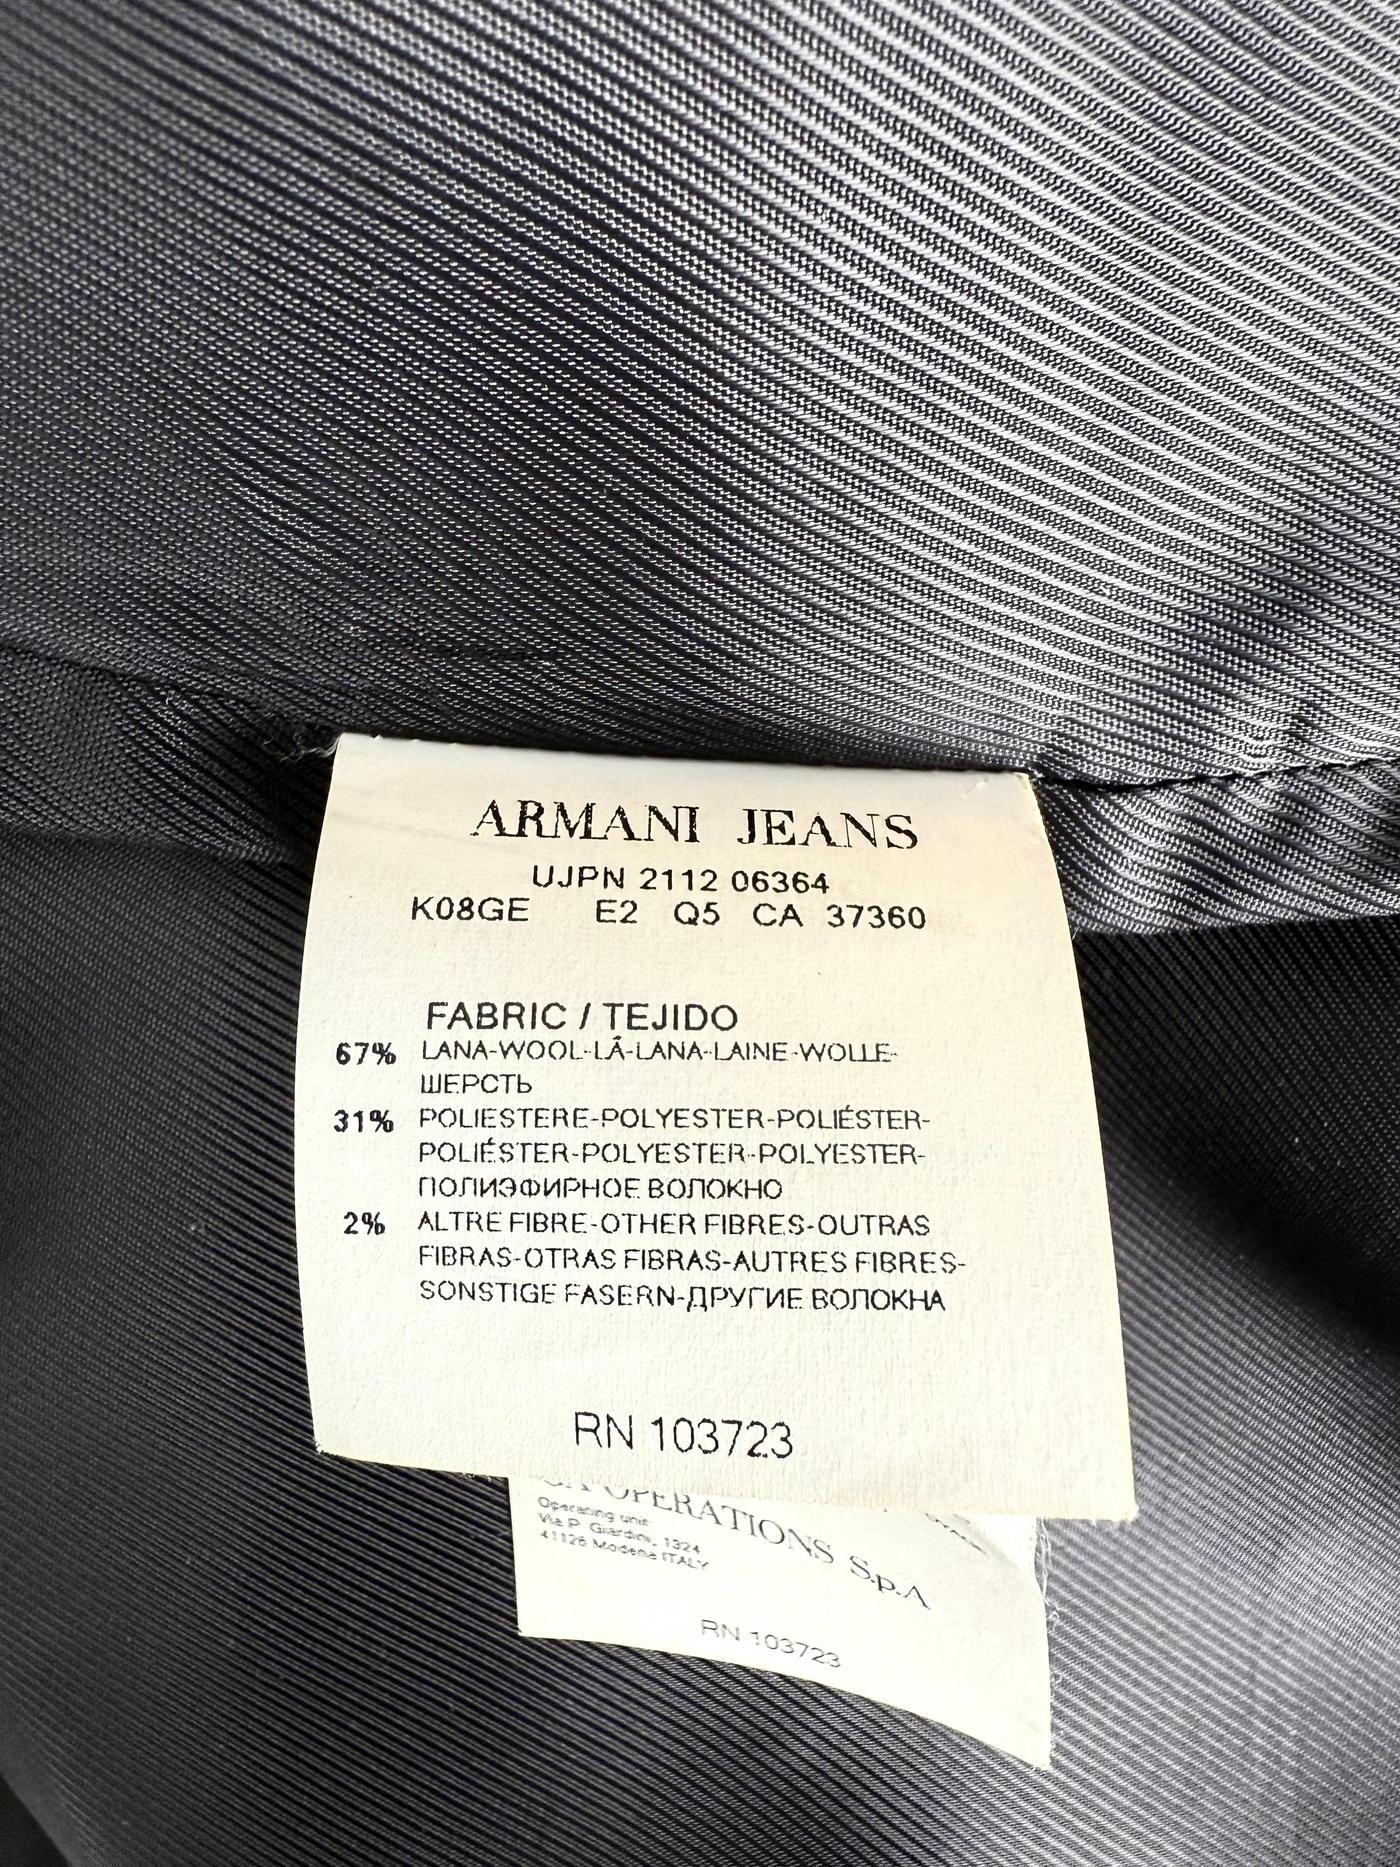 ARMANI JEANS
UJPN 2112 06364
K08GE E2 Q5 CA 37360
FABRIC / TEJIDO
67% LANA-WOOL-LÃ-LANA-LAINE-WOLLE-
ШЕРСТЬ
31% POLIESTERE-POLYESTER-POLIÉSTER-
POLIÉSTER-POLYESTER-POLYESTER-
ПОЛИЭФИРНОЕ ВОЛОКНО
2% ALTRE FIBRE-OTHER FIBRES-OUTRAS
FIBRAS-OTRAS FIBRAS-AUTRES FIBRES-
SONSTIGE FASERN-ДРУГИЕ ВОЛОКНА
RN 103723
OPERATIONS S.p.A
Operating unit
Via P. Giardini, 1324
41126 Modena ITALY
RN 103723